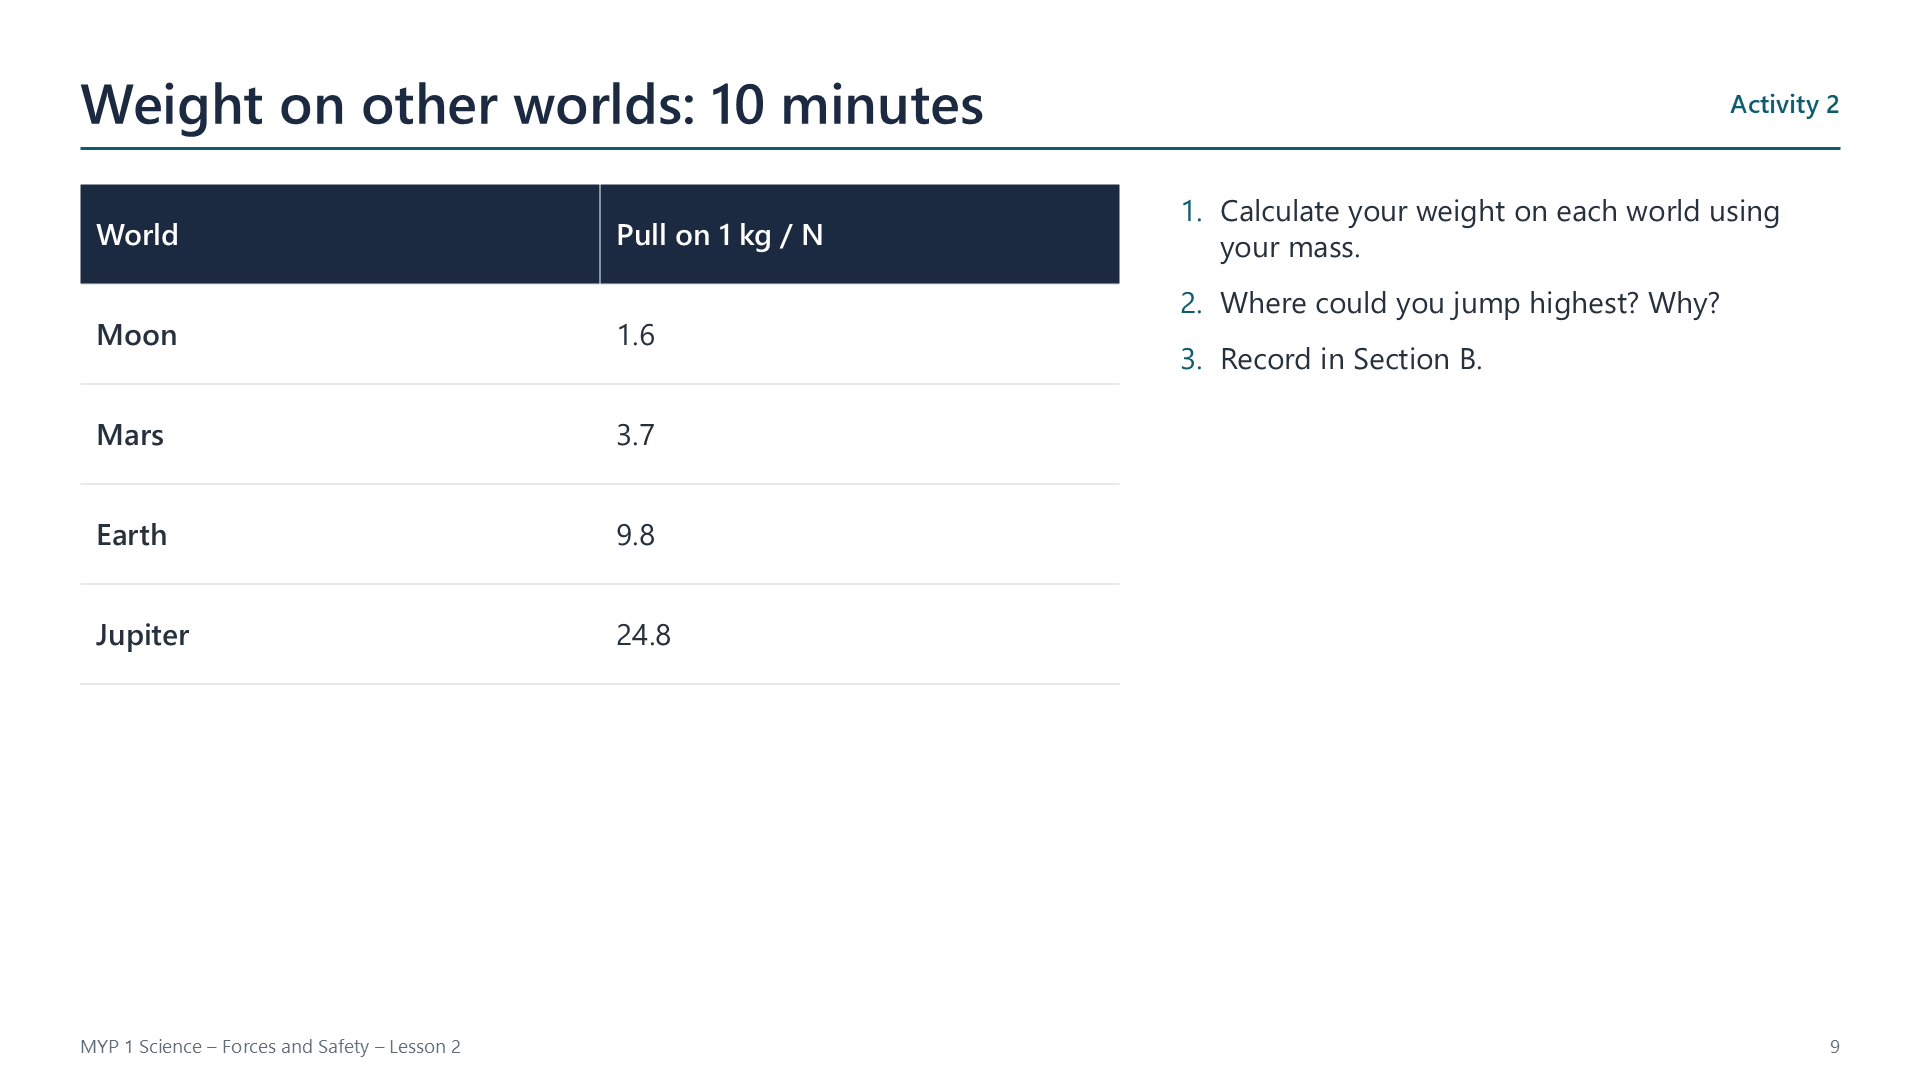 Weight on other worlds: 10 minutes
Activity 2
World
Pull on 1 kg / N
Moon
1.6
Mars
3.7
Earth
9.8
Jupiter
24.8
1. Calculate your weight on each world using
your mass.
2. Where could you jump highest? Why?
3. Record in Section B.
MYP 1 Science – Forces and Safety – Lesson 2
9